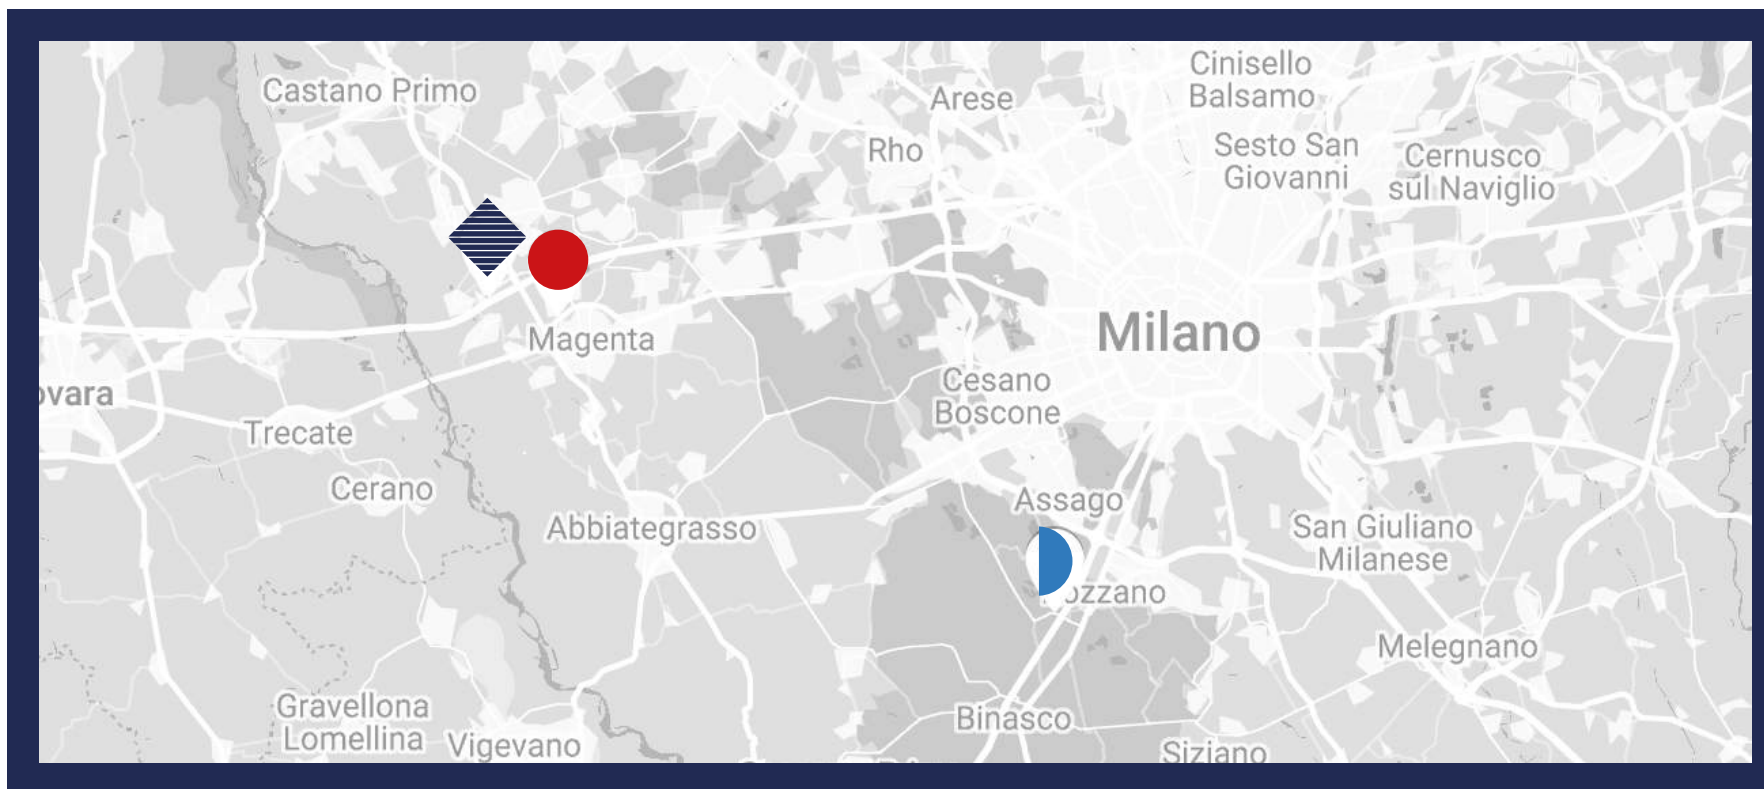 Castano Primo
Arese
Cinisello
Balsamo
Rho
Sesto San
Giovanni
Cernusco
sul Naviglio
Magenta
Milano
Cesano
Boscone
ovara
Trecate
Cerano
Abbiategrasso
Assago
San Giuliano
Milanese
ozzano
Melegnano
Gravellona
Lomellina
Vigevano
Binasco
Siziano